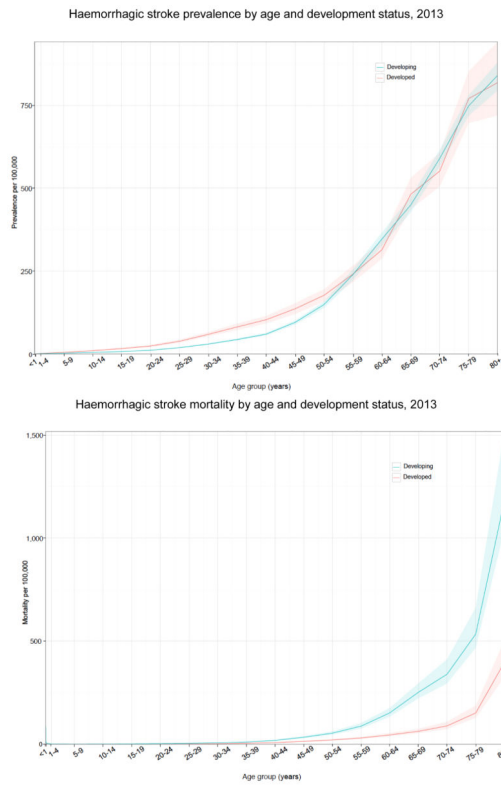 Haemorrhagic stroke prevalence by age and development status, 2013
Developing
Developed
Prevalence per 100,000
750
500
250
0
<1 1-4 5-9 10-14 15-19 20-24 25-29 30-34 35-39 40-44 45-49 50-54 55-59 60-64 65-69 70-74 75-79 80+
Age group (years)
Haemorrhagic stroke mortality by age and development status, 2013
Developing
Developed
Mortality per 100,000
1,500
1,000
500
0
<1 1-4 5-9 10-14 15-19 20-24 25-29 30-34 35-39 40-44 45-49 50-54 55-59 60-64 65-69 70-74 75-79
Age group (years)